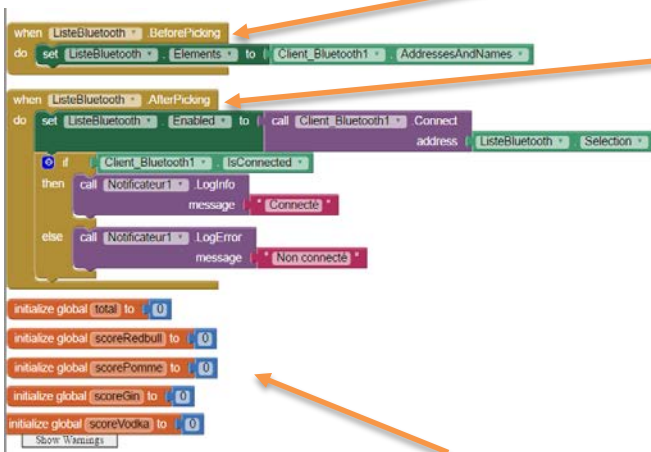 when ListeBluetooth .BeforePicking
do set ListeBluetooth . Elements to Client_Bluetooth1 . AddressesAndNames
when ListeBluetooth .AfterPicking
do set ListeBluetooth . Enabled to call Client_Bluetooth1 .Connect
address ListeBluetooth . Selection
if Client_Bluetooth1 . IsConnected
then call Notificateur1 .LogInfo
message " Connecté "
else call Notificateur1 .LogError
message " Non connecté "
initialize global total to 0
initialize global scoreRedbull to 0
initialize global scorePomme to 0
initialize global scoreGin to 0
initialize global scoreVodka to 0
Show Warnings